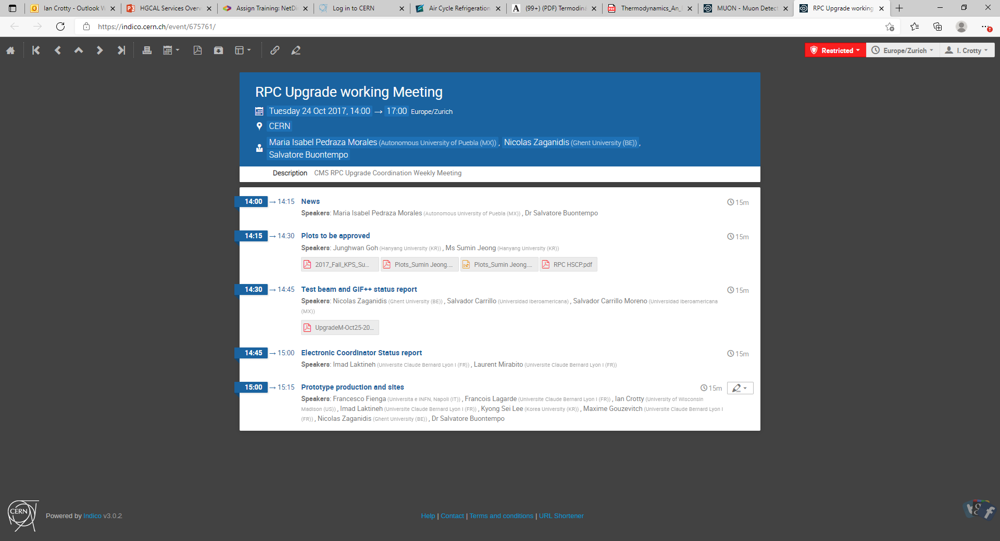 Ian Crotty - Outlook W
HGCAL Services Overv
Assign Training: NetDi
Log in to CERN
Air Cycle Refrigeration
(99+) (PDF) Termodiná
Thermodynamics_An_
MUON - Muon Detect
RPC Upgrade working
https://indico.cern.ch/event/675761/
Restricted
Europe/Zurich
I. Crotty
RPC Upgrade working Meeting
Tuesday 24 Oct 2017, 14:00 → 17:00 Europe/Zurich
CERN
Maria Isabel Pedraza Morales (Autonomous University of Puebla (MX)) , Nicolas Zaganidis (Ghent University (BE)) ,
Salvatore Buontempo
Description CMS RPC Upgrade Coordination Weekly Meeting
14:00 → 14:15 News 15m
Speakers: Maria Isabel Pedraza Morales (Autonomous University of Puebla (MX)) , Dr Salvatore Buontempo
14:15 → 14:30 Plots to be approved 15m
Speakers: Junghwan Goh (Hanyang University (KR)) , Ms Sumin Jeong (Hanyang University (KR))
2017_Fall_KPS_Su... Plots_Sumin Jeong.... Plots_Sumin Jeong.... RPC HSCP.pdf
14:30 → 14:45 Test beam and GIF++ status report 15m
Speakers: Nicolas Zaganidis (Ghent University (BE)) , Salvador Carrillo (Universidad Iberoamericana) , Salvador Carrillo Moreno (Universidad Iberoamericana
(MX))
UpgradeM-Oct25-20...
14:45 → 15:00 Electronic Coordinator Status report 15m
Speakers: Imad Laktineh (Universite Claude Bernard Lyon I (FR)) , Laurent Mirabito (Universite Claude Bernard Lyon I (FR))
15:00 → 15:15 Prototype production and sites 15m
Speakers: Francesco Fienga (Universita e INFN, Napoli (IT)) , Francois Lagarde (Universite Claude Bernard Lyon I (FR)) , Ian Crotty (University of Wisconsin
Madison (US)) , Imad Laktineh (Universite Claude Bernard Lyon I (FR)) , Kyong Sei Lee (Korea University (KR)) , Maxime Gouzevitch (Universite Claude Bernard Lyon I
(FR)) , Nicolas Zaganidis (Ghent University (BE)) , Dr Salvatore Buontempo
CERN
Powered by Indico v3.0.2
Help | Contact | Terms and conditions | URL Shortener